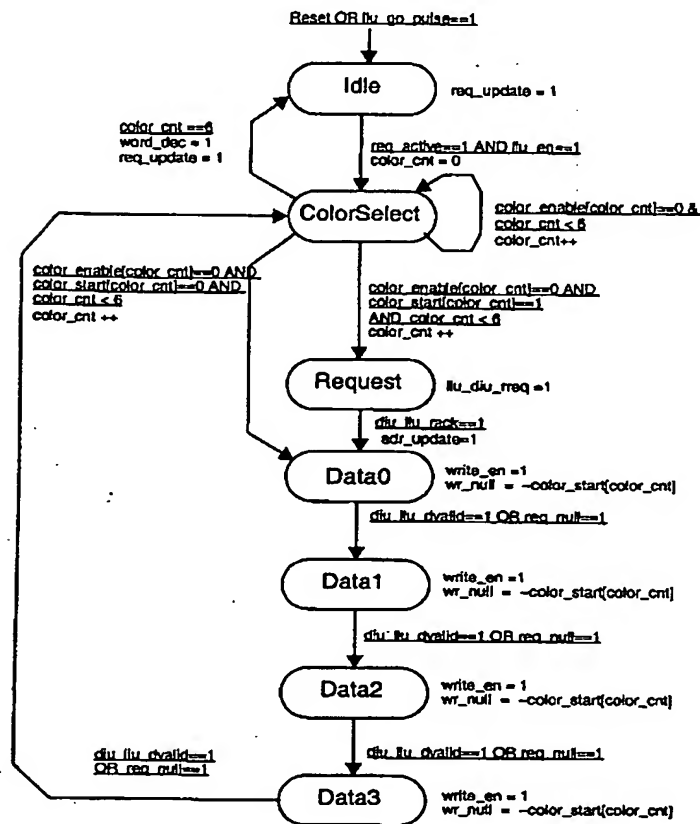 Reset OR llu_go_pulse==1
Idle
req_update = 1
color_cnt ==6
word_dec = 1
req_update = 1
req_active==1 AND llu_en==1
color_cnt = 0
ColorSelect
color_enable[color_cnt]==0 &
color_cnt < 6
color_cnt++
color_enable[color_cnt]==0 AND
color_start[color_cnt]==0 AND
color_cnt < 6
color_cnt ++
color_enable[color_cnt]==0 AND
color_start[color_cnt]==1
AND color_cnt < 6
color_cnt ++
Request
llu_diu_rreq =1
diu_llu_rack==1
adr_update=1
Data0
write_en =1
wr_null = ~color_start[color_cnt]
diu_llu_dvalid==1 OR req_null==1
Data1
write_en =1
wr_null = ~color_start[color_cnt]
diu_llu_dvalid==1 OR req_null==1
Data2
write_en = 1
wr_null = ~color_start[color_cnt]
diu_llu_dvalid==1
OR req_null==1
diu_llu_dvalid==1 OR req_null==1
Data3
write_en = 1
wr_null = ~color_start[color_cnt]